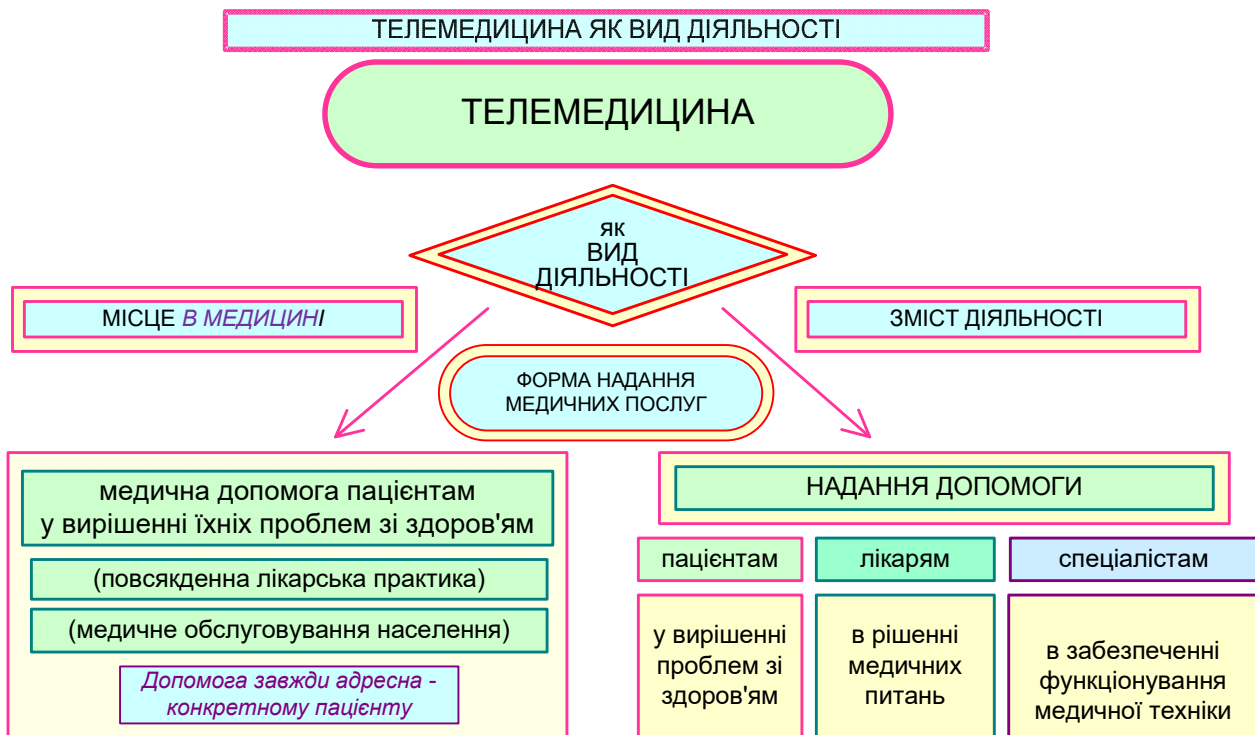 ТЕЛЕМЕДИЦИНА ЯК ВИД ДІЯЛЬНОСТІ
ТЕЛЕМЕДИЦИНА
як
ВИД
ДІЯЛЬНОСТІ
МІСЦЕ В МЕДИЦИНІ
ЗМІСТ ДІЯЛЬНОСТІ
ФОРМА НАДАННЯ
МЕДИЧНИХ ПОСЛУГ
медична допомога пацієнтам
у вирішенні їхніх проблем зі здоров'ям
(повсякденна лікарська практика)
(медичне обслуговування населення)
Допомога завжди адресна -
конкретному пацієнту
НАДАННЯ ДОПОМОГИ
пацієнтам
у вирішенні
проблем зі
здоров'ям
лікарям
в рішенні
медичних
питань
спеціалістам
в забезпеченні
функціонування
медичної техніки